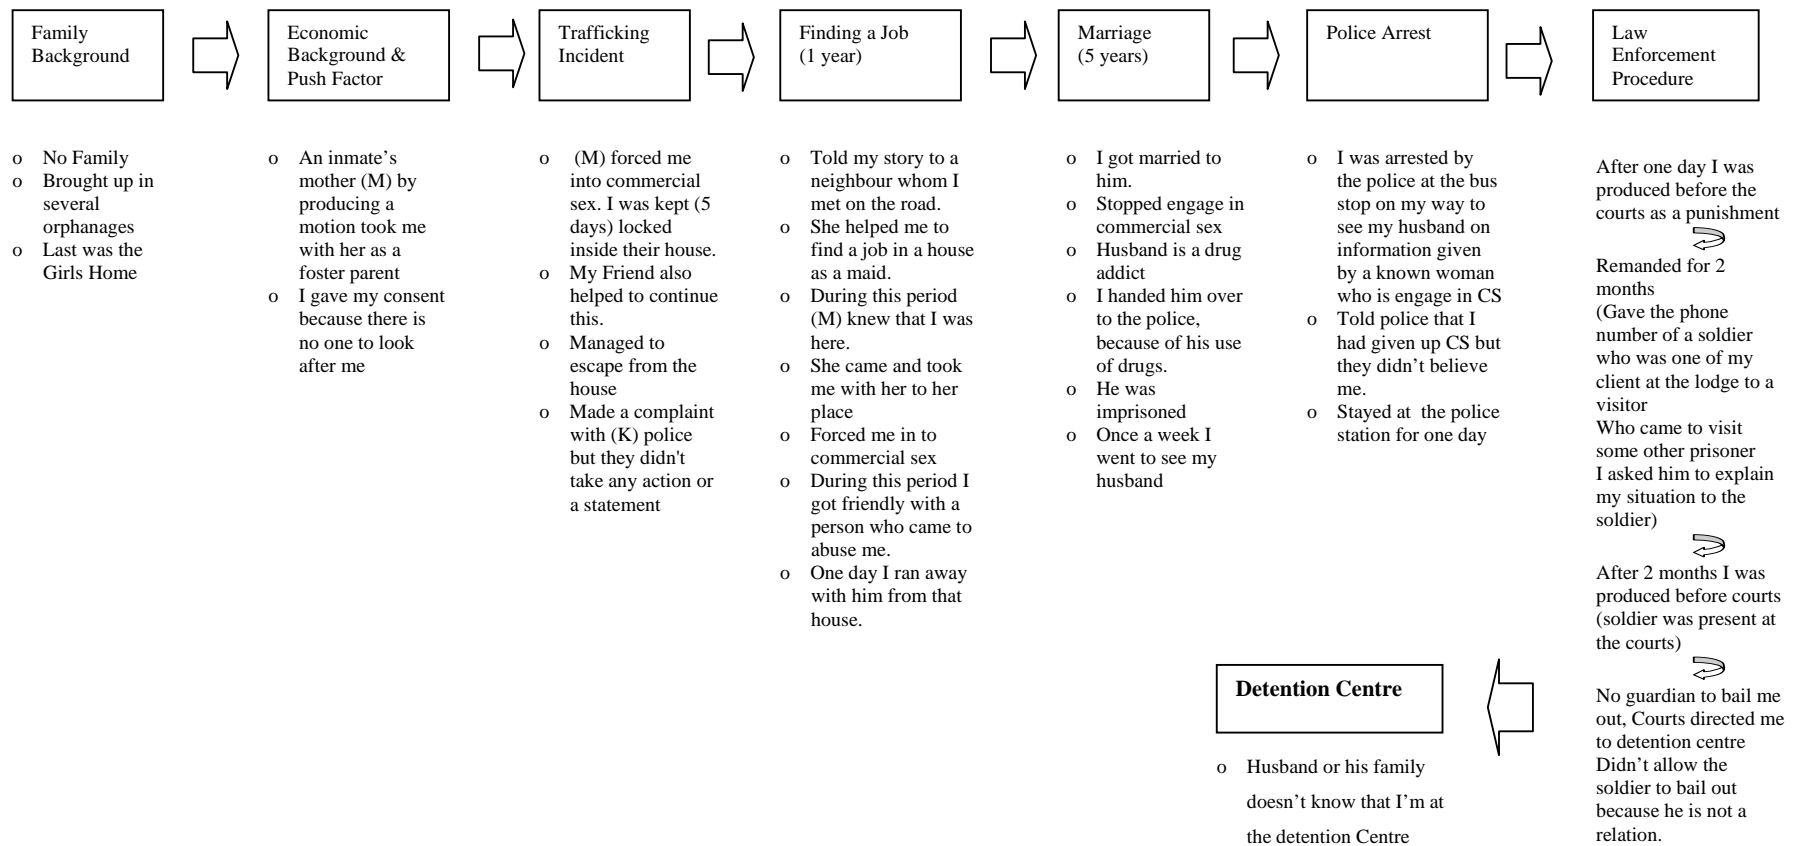 Family
Background
Economic
Background &
Push Factor
Trafficking
Incident
Finding a Job
(1 year)
Marriage
(5 years)
Police Arrest
Law
Enforcement
Procedure
o No Family
o Brought up in
several
orphanages
o Last was the
Girls Home
o An inmate’s
mother (M) by
producing a
motion took me
with her as a
foster parent
o I gave my consent
because there is
no one to look
after me
o (M) forced me
into commercial
sex. I was kept (5
days) locked
inside their house.
o My Friend also
helped to continue
this.
o Managed to
escape from the
house
o Made a complaint
with (K) police
but they didn't
take any action or
a statement
o Told my story to a
neighbour whom I
met on the road.
o She helped me to
find a job in a house
as a maid.
o During this period
(M) knew that I was
here.
o She came and took
me with her to her
place
o Forced me in to
commercial sex
o During this period I
got friendly with a
person who came to
abuse me.
o One day I ran away
with him from that
house.
o I got married to
him.
o Stopped engage in
commercial sex
o Husband is a drug
addict
o I handed him over
to the police,
because of his use
of drugs.
o He was
imprisoned
o Once a week I
went to see my
husband
o I was arrested by
the police at the bus
stop on my way to
see my husband on
information given
by a known woman
who is engage in CS
o Told police that I
had given up CS but
they didn’t believe
me.
o Stayed at the police
station for one day
After one day I was
produced before the
courts as a punishment
Remanded for 2
months
(Gave the phone
number of a soldier
who was one of my
client at the lodge to a
visitor
Who came to visit
some other prisoner
I asked him to explain
my situation to the
soldier)
After 2 months I was
produced before courts
(soldier was present at
the courts)
No guardian to bail me
out, Courts directed me
to detention centre
Didn’t allow the
soldier to bail out
because he is not a
relation.
Detention Centre
o Husband or his family
doesn’t know that I’m at
the detention Centre